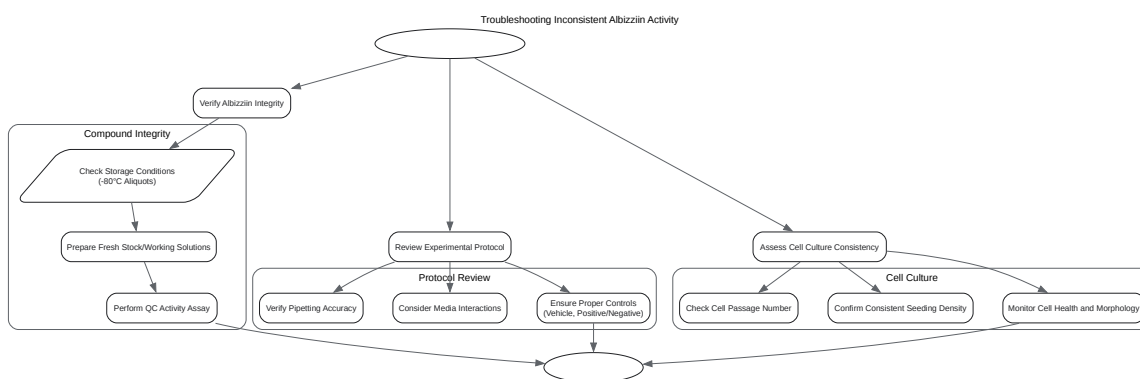 Troubleshooting Inconsistent Albizziin Activity
Verify Albizziin Integrity
Compound Integrity
Check Storage Conditions
(-80°C Aliquots)
Prepare Fresh Stock/Working Solutions
Perform QC Activity Assay
Review Experimental Protocol
Protocol Review
Verify Pipetting Accuracy
Consider Media Interactions
Ensure Proper Controls
(Vehicle, Positive/Negative)
Assess Cell Culture Consistency
Cell Culture
Check Cell Passage Number
Confirm Consistent Seeding Density
Monitor Cell Health and Morphology